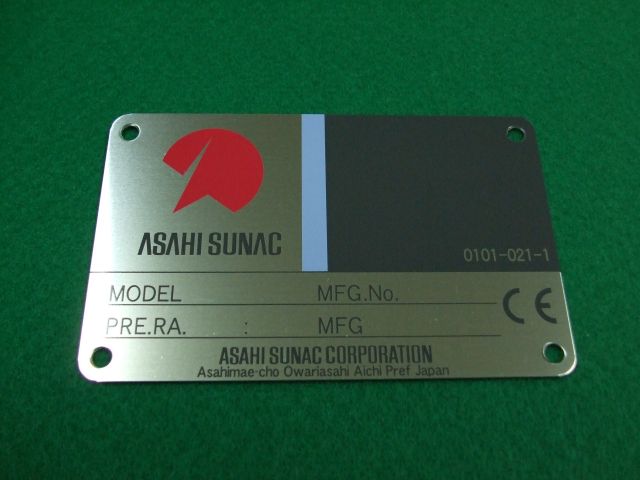 ASAHI SUNAC
0101-021-1
MODEL MFG.No.
PRE.RA. : MFG
CE
ASAHI SUNAC CORPORATION
Asahimae-cho Owariasahi Aichi Pref Japan